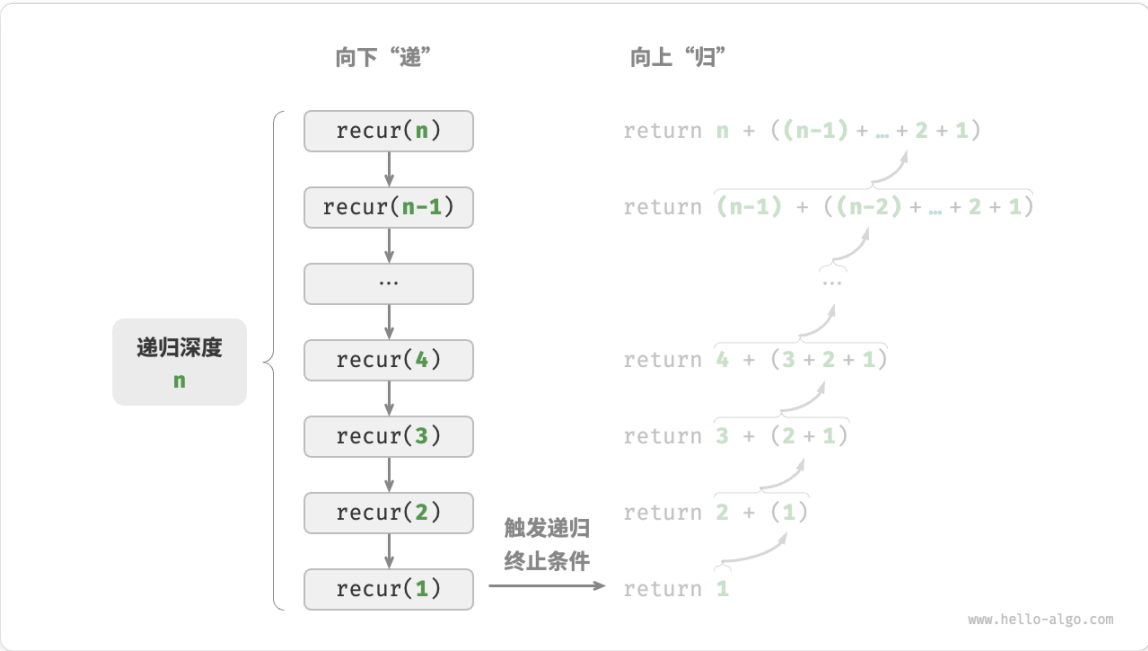 向下“递”
向上“归”
recur(n)
return n + ((n-1) + … + 2 + 1)
recur(n-1)
return (n-1) + ((n-2) + … + 2 + 1)
…
…
递归深度
n
recur(4)
return 4 + (3 + 2 + 1)
recur(3)
return 3 + (2 + 1)
recur(2)
return 2 + (1)
触发递归
终止条件
recur(1)
return 1
www.hello-algo.com